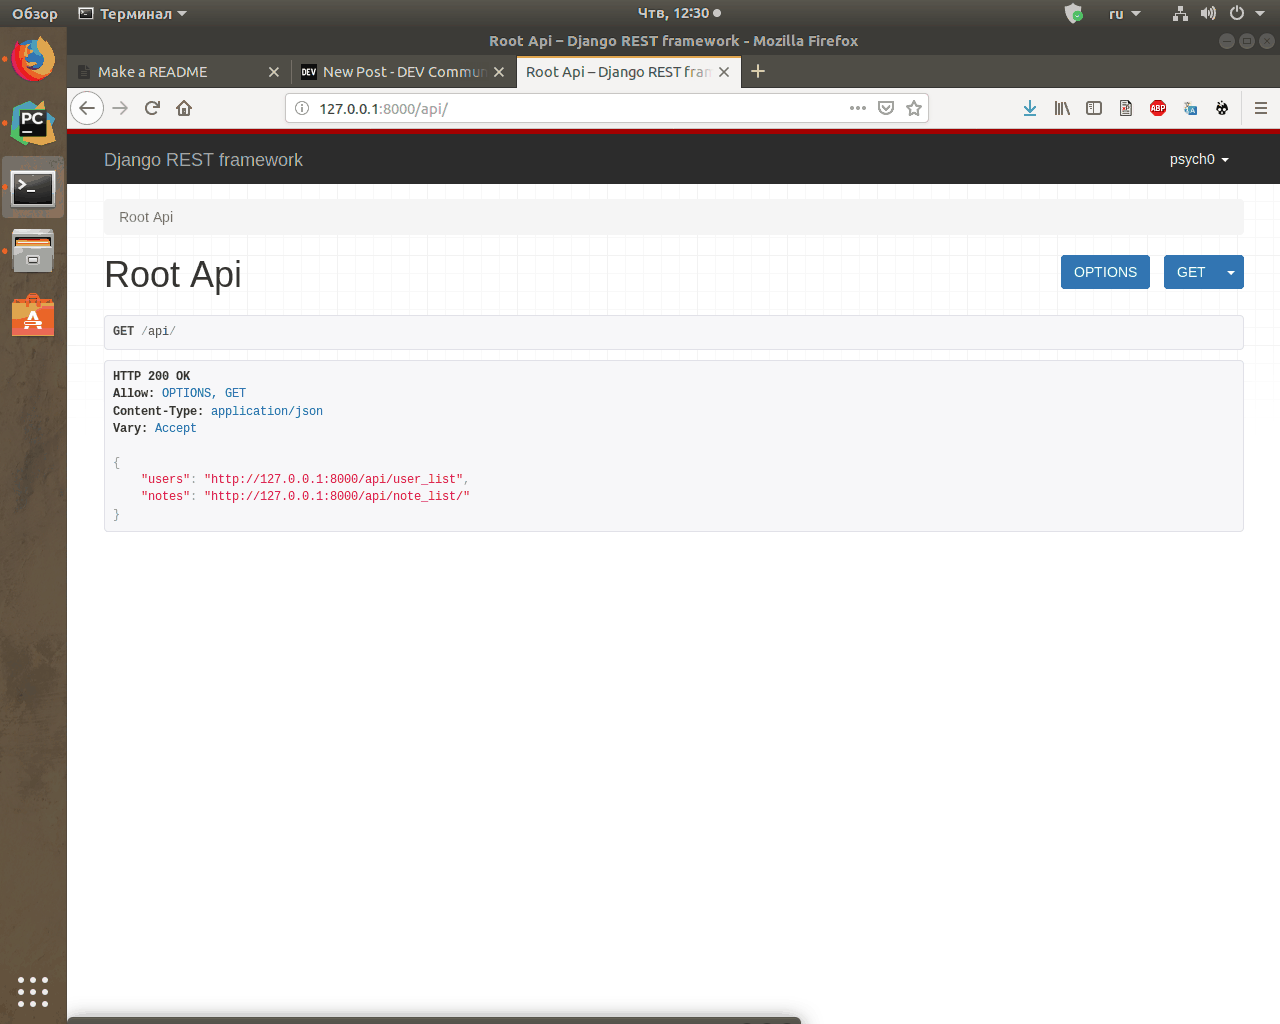 Обзор Терминал Чтв, 12:30 ru
Root Api – Django REST framework - Mozilla Firefox
Make a README New Post - DEV Commun Root Api – Django REST fram
127.0.0.1:8000/api/ ABP
Django REST framework psych0
Root Api
Root Api OPTIONS GET
GET /api/
HTTP 200 OK
Allow: OPTIONS, GET
Content-Type: application/json
Vary: Accept
{
"users": "http://127.0.0.1:8000/api/user_list",
"notes": "http://127.0.0.1:8000/api/note_list/"
}
PC
DEV